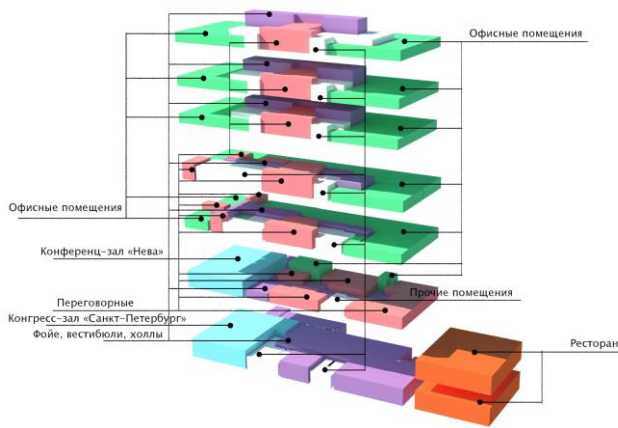 Офисные помещения
Офисные помещения
Конференц-зал «Нева»
Переговорные
Прочие помещения
Конгресс-зал «Санкт-Петербург»
Фойе, вестибюли, холлы
Ресторан